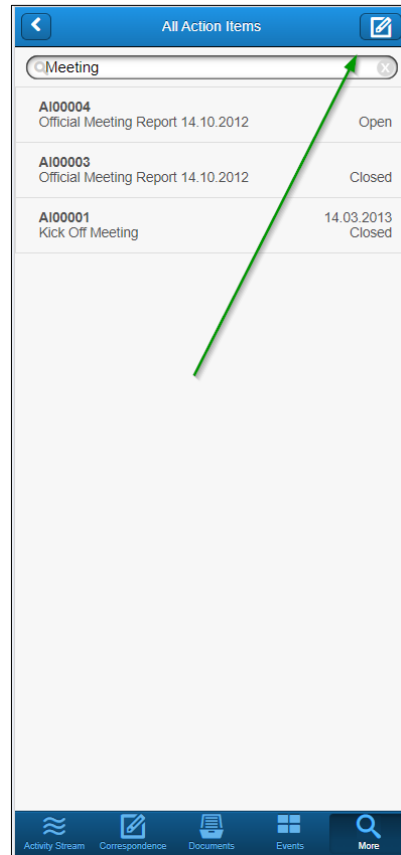 All Action Items
Meeting
AI00004
Official Meeting Report 14.10.2012 Open
AI00003
Official Meeting Report 14.10.2012 Closed
AI00001 14.03.2013
Kick Off Meeting Closed
Activity Stream Correspondence Documents Events More